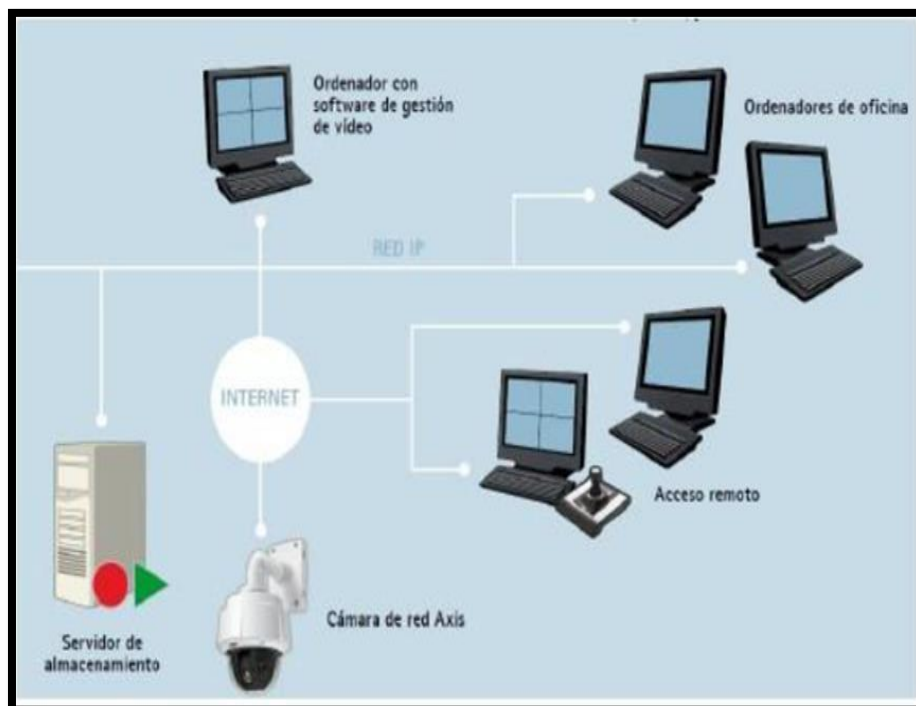 Ordenador con
software de gestión
de vídeo
Ordenadores de oficina
RED IP
INTERNET
Acceso remoto
Cámara de red Axis
Servidor de
almacenamiento